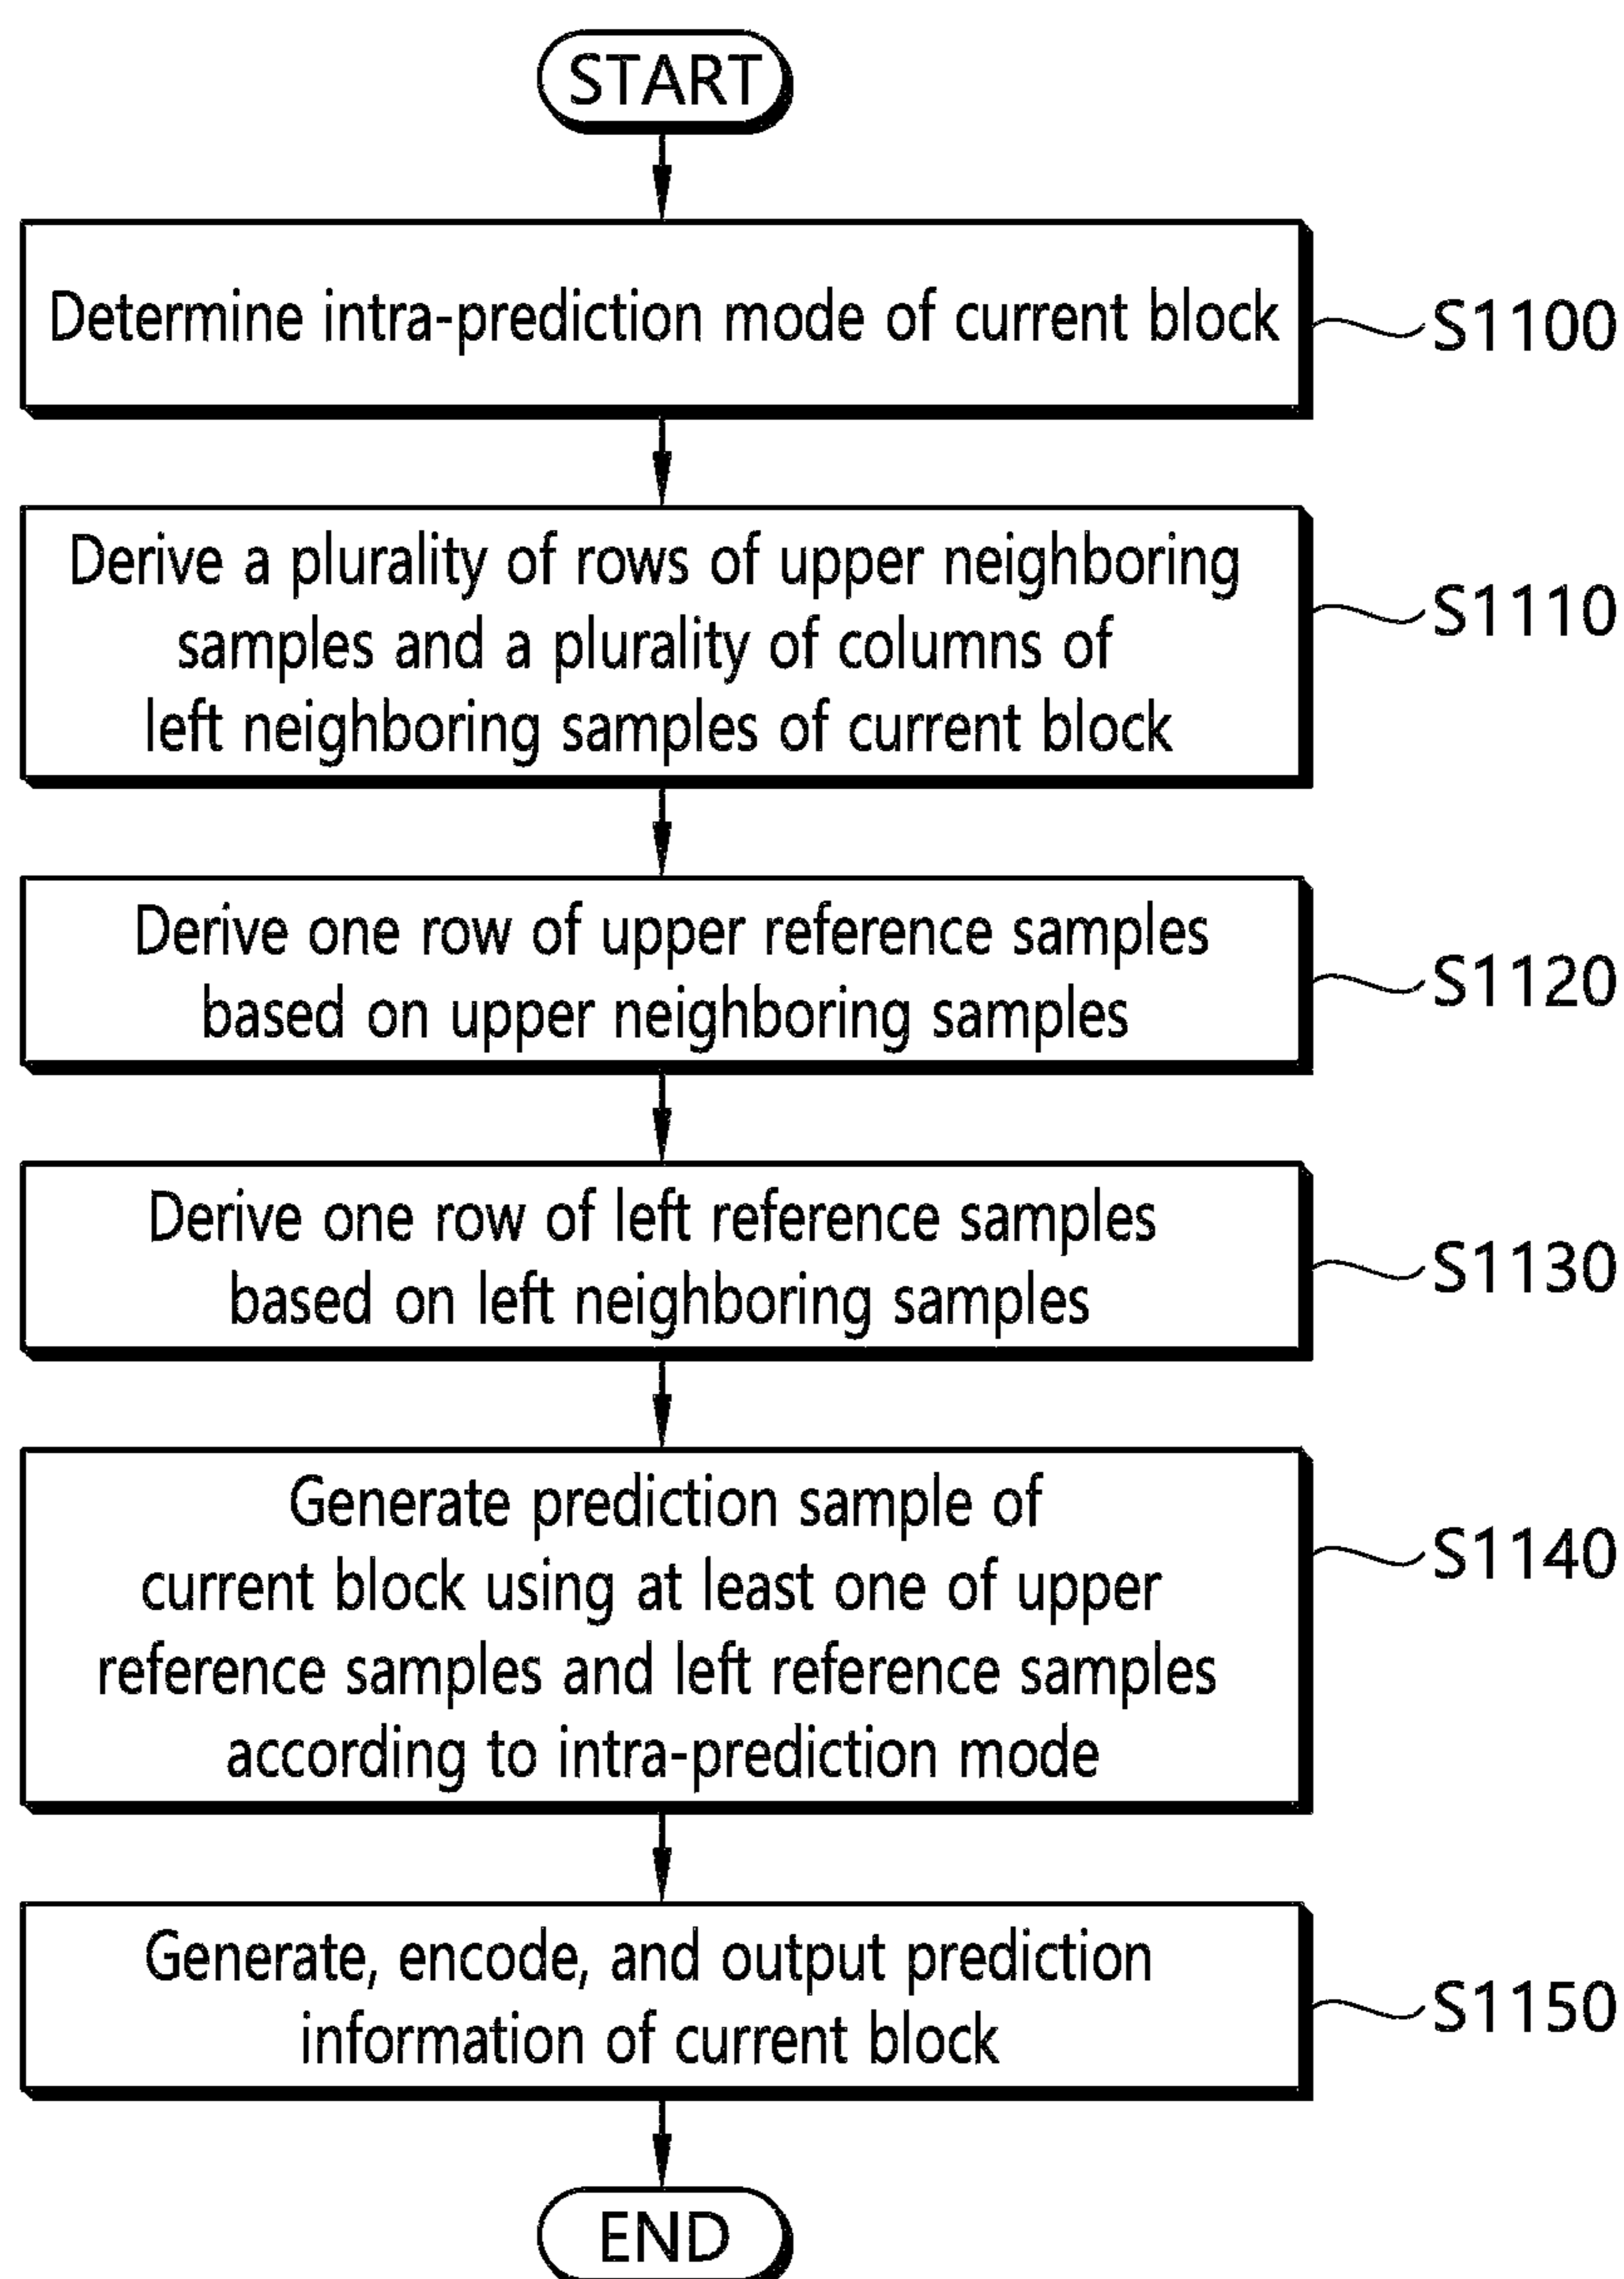 START
Determine intra-prediction mode of current block
S1100
Derive a plurality of rows of upper neighboring
samples and a plurality of columns of
left neighboring samples of current block
S1110
Derive one row of upper reference samples
based on upper neighboring samples
S1120
Derive one row of left reference samples
based on left neighboring samples
S1130
Generate prediction sample of
current block using at least one of upper
reference samples and left reference samples
according to intra-prediction mode
S1140
Generate, encode, and output prediction
information of current block
S1150
END